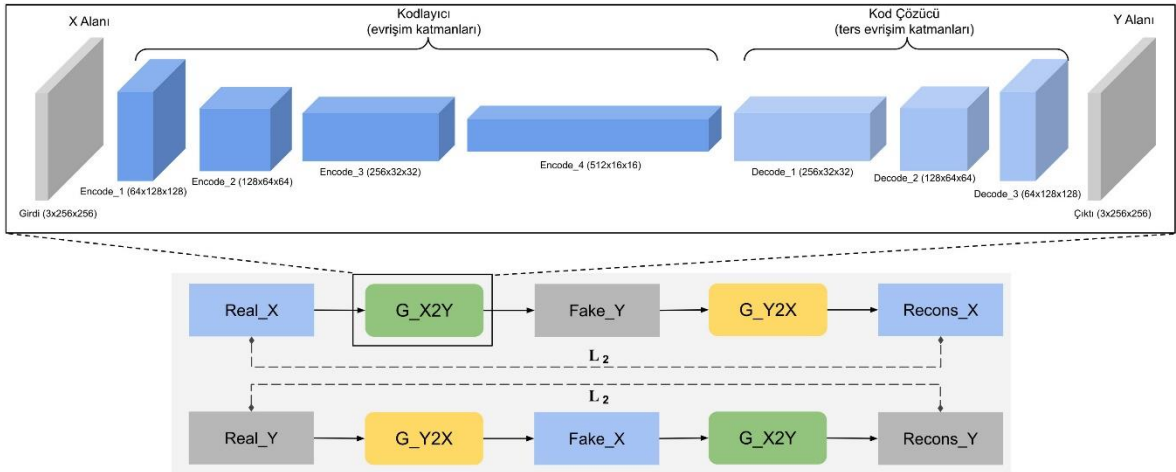 X Alanı
Kodlayıcı
(evrişim katmanları)
Kod Çözücü
(ters evrişim katmanları)
Y Alanı
Girdi (3x256x256)
Encode_1 (64x128x128)
Encode_2 (128x64x64)
Encode_3 (256x32x32)
Encode_4 (512x16x16)
Decode_1 (256x32x32)
Decode_2 (128x64x64)
Decode_3 (64x128x128)
Çıktı (3x256x256)
Real_X
G_X2Y
Fake_Y
G_Y2X
Recons_X
L 2
L 2
Real_Y
G_Y2X
Fake_X
G_X2Y
Recons_Y